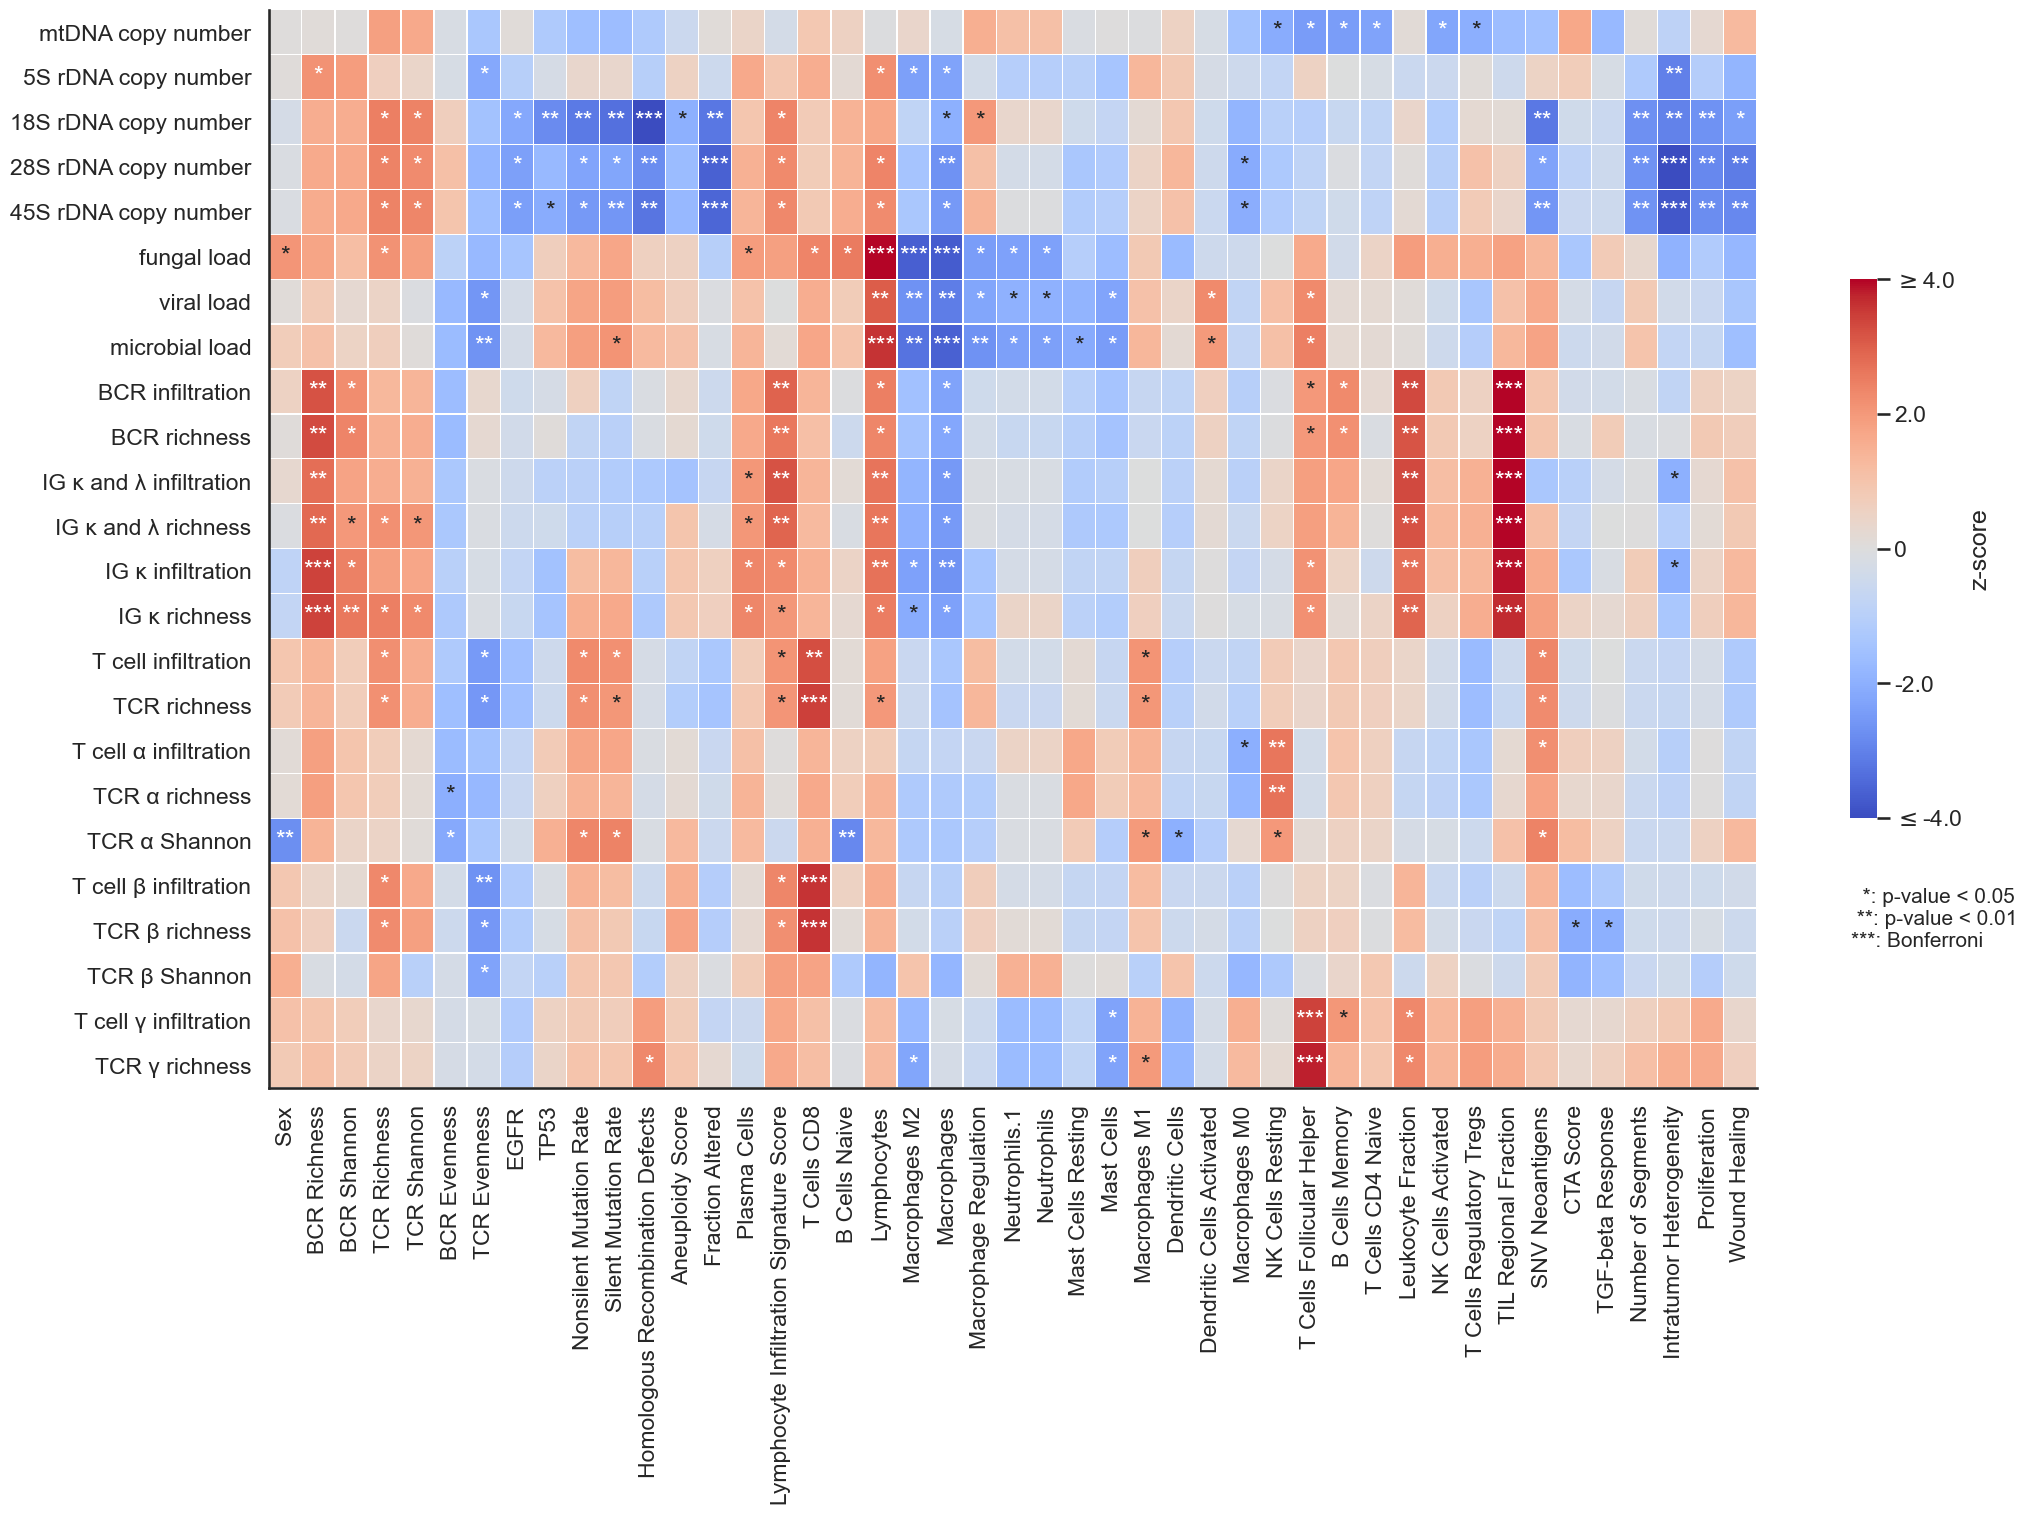 mtDNA copy number * * * * * *
5S rDNA copy number * * * * * **
18S rDNA copy number * * * ** ** ** *** * ** * * * ** ** ** ** *
28S rDNA copy number * * * * * ** *** * * ** * * ** *** ** **
45S rDNA copy number * * * * * ** ** *** * * * * ** ** *** ** **
fungal load * * * * * *** *** *** * * *
viral load * ** ** ** * * * * * *
microbial load ** * *** ** *** ** * * * * * *
BCR infiltration ** * ** * * * * ** ***
BCR richness ** * ** * * * * ** ***
IG κ and λ infiltration ** * ** ** * ** *** *
IG κ and λ richness ** * * * * ** ** * ** ***
IG κ infiltration *** * * * ** * ** * ** *** *
IG κ richness *** ** * * * * * * * * ** ***
T cell infiltration * * * * * ** * *
TCR richness * * * * * *** * * *
T cell α infiltration * ** *
TCR α richness * **
TCR α Shannon ** * * * ** * * * *
T cell β infiltration * ** * ***
TCR β richness * * * *** * *
TCR β Shannon *
T cell γ infiltration * *** * *
TCR γ richness * * * * *** *
Sex
BCR Richness
BCR Shannon
TCR Richness
TCR Shannon
BCR Evenness
TCR Evenness
EGFR
TP53
Nonsilent Mutation Rate
Silent Mutation Rate
Homologous Recombination Defects
Aneuploidy Score
Fraction Altered
Plasma Cells
Lymphocyte Infiltration Signature Score
T Cells CD8
B Cells Naive
Lymphocytes
Macrophages M2
Macrophages
Macrophage Regulation
Neutrophils.1
Neutrophils
Mast Cells Resting
Mast Cells
Macrophages M1
Dendritic Cells
Dendritic Cells Activated
Macrophages M0
NK Cells Resting
T Cells Follicular Helper
B Cells Memory
T Cells CD4 Naive
Leukocyte Fraction
NK Cells Activated
T Cells Regulatory Tregs
TIL Regional Fraction
SNV Neoantigens
CTA Score
TGF-beta Response
Number of Segments
Intratumor Heterogeneity
Proliferation
Wound Healing
≥ 4.0
2.0
0
-2.0
≤ -4.0
z-score
*: p-value < 0.05
**: p-value < 0.01
***: Bonferroni